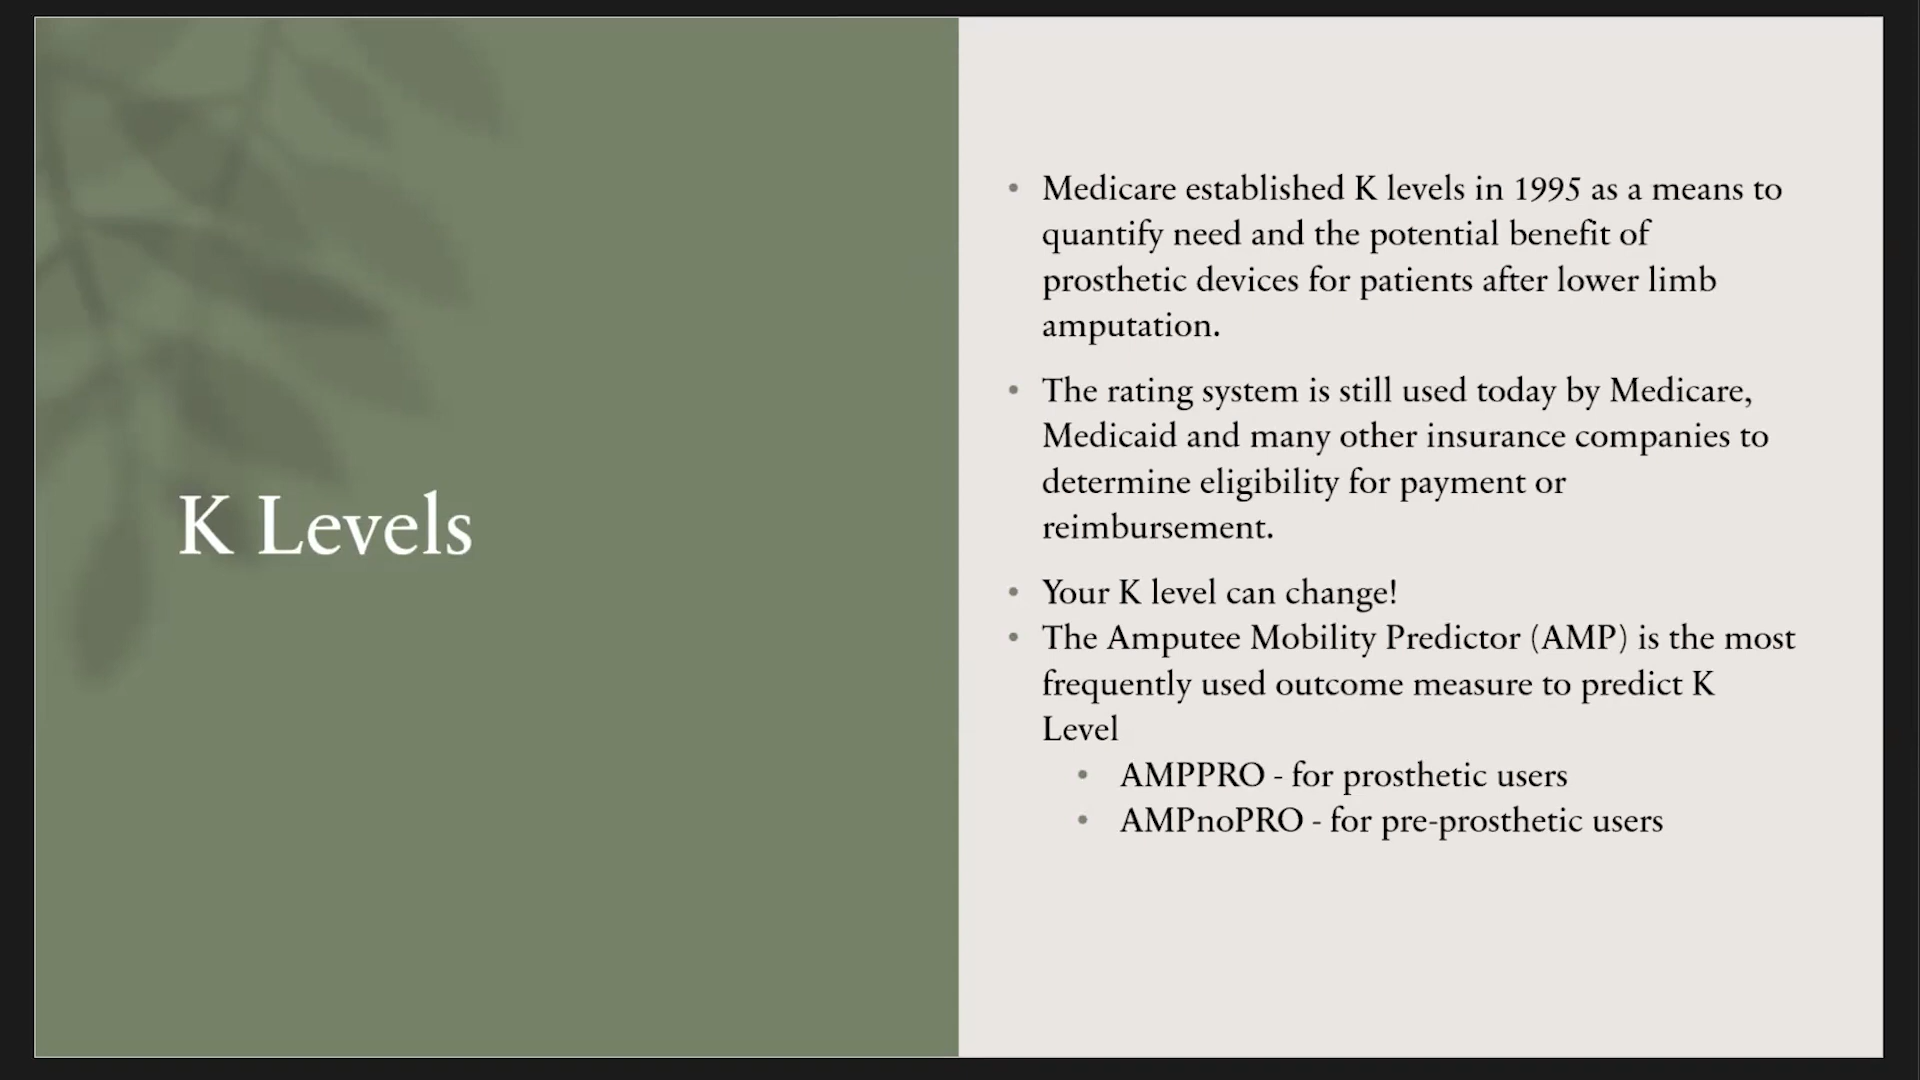 K Levels
• Medicare established K levels in 1995 as a means to
quantify need and the potential benefit of
prosthetic devices for patients after lower limb
amputation.
• The rating system is still used today by Medicare,
Medicaid and many other insurance companies to
determine eligibility for payment or
reimbursement.
• Your K level can change!
• The Amputee Mobility Predictor (AMP) is the most
frequently used outcome measure to predict K
Level
• AMPPRO - for prosthetic users
• AMPnoPRO - for pre-prosthetic users